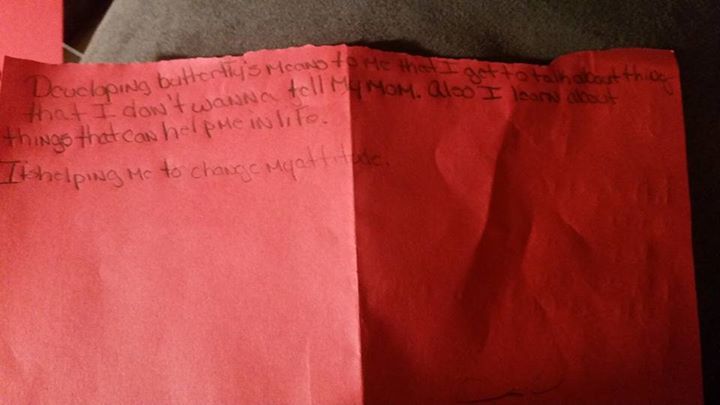 Developing butterfly's Means to Me that I get to talk about thing
that I don't wanna tell My MOM. also I learn about
things that can help Me in life.
It's helping Me to change My attitude.